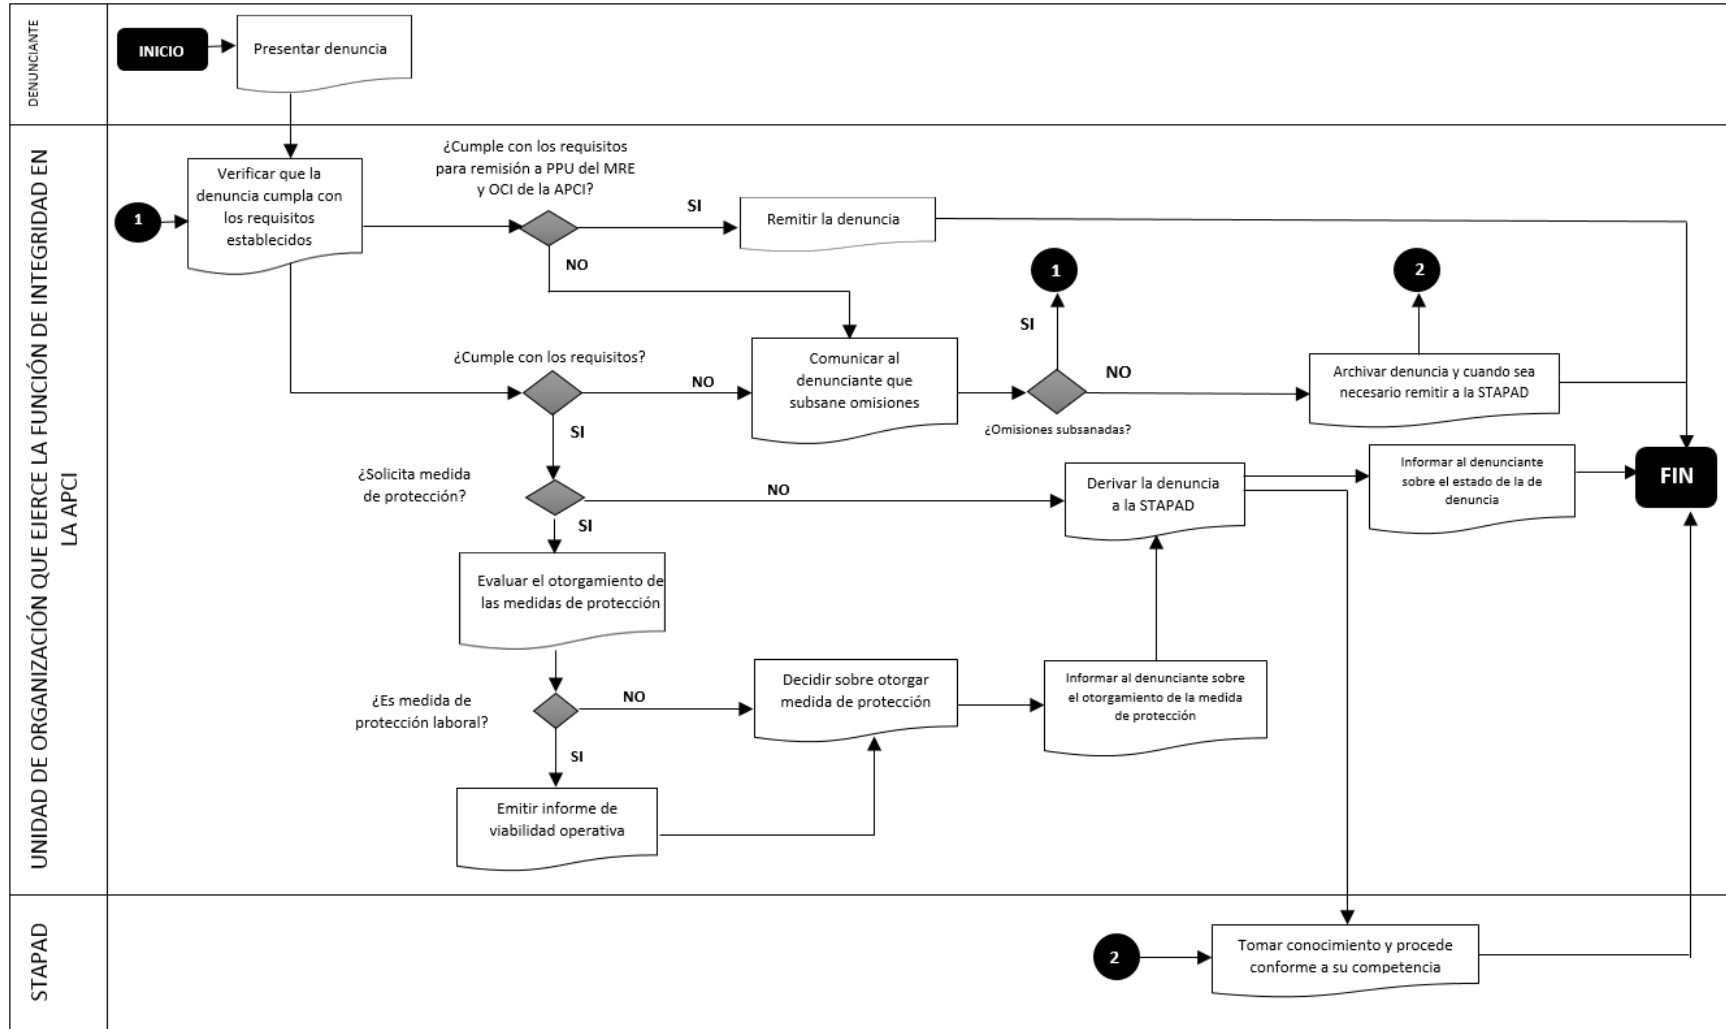 DENUNCIANTE
INICIO
Presentar denuncia
UNIDAD DE ORGANIZACIÓN QUE EJERCE LA FUNCIÓN DE INTEGRIDAD EN
LA APCI
1
Verificar que la
denuncia cumpla con
los requisitos
establecidos
¿Cumple con los requisitos
para remisión a PPU del MRE
y OCI de la APCI?
SI
Remitir la denuncia
NO
1
2
SI
¿Cumple con los requisitos?
NO
Comunicar al
denunciante que
subsane omisiones
NO
¿Omisiones subsanadas?
Archivar denuncia y cuando sea
necesario remitir a la STAPAD
SI
¿Solicita medida
de protección?
NO
SI
Derivar la denuncia
a la STAPAD
Informar al denunciante
sobre el estado de la de
denuncia
FIN
Evaluar el otorgamiento de
las medidas de protección
¿Es medida de
protección laboral?
NO
SI
Decidir sobre otorgar
medida de protección
Informar al denunciante sobre
el otorgamiento de la medida
de protección
Emitir informe de
viabilidad operativa
STAPAD
2
Tomar conocimiento y procede
conforme a su competencia